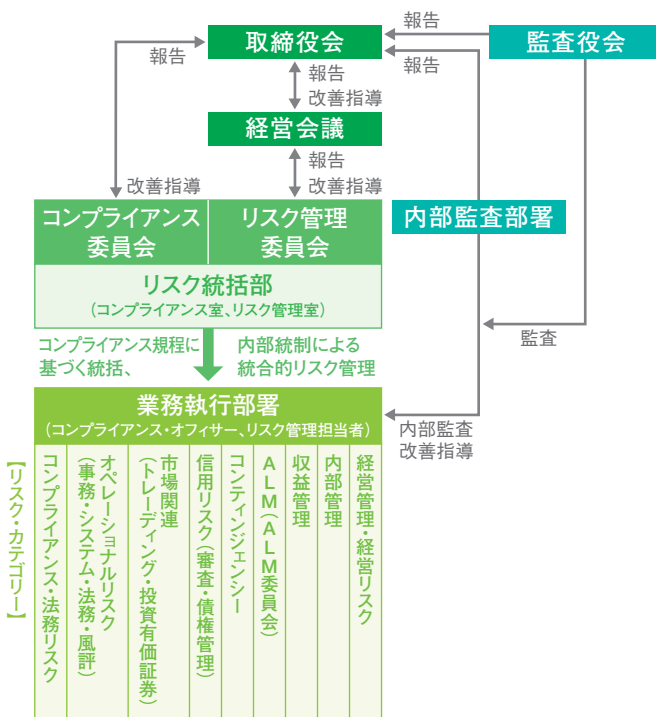 取締役会
監査役会
報告
報告
報告
報告
改善指導
経営会議
報告
改善指導
改善指導
コンプライアンス
委員会
リスク管理
委員会
内部監査部署
リスク統括部
(コンプライアンス室、リスク管理室)
監査
コンプライアンス規程に
基づく統括、
内部統制による
統合的リスク管理
業務執行部署
(コンプライアンス・オフィサー、リスク管理担当者)
内部監査
改善指導
【リスク・カテゴリー】
コンプライアンス・法務リスク
オペレーショナルリスク
(事務・システム・法務・風評)
市場関連
(トレーディング・投資有価証券)
信用リスク(審査・債権管理)
コンティンジェンシー
ALM(ALM委員会)
収益管理
内部管理
経営管理・経営リスク